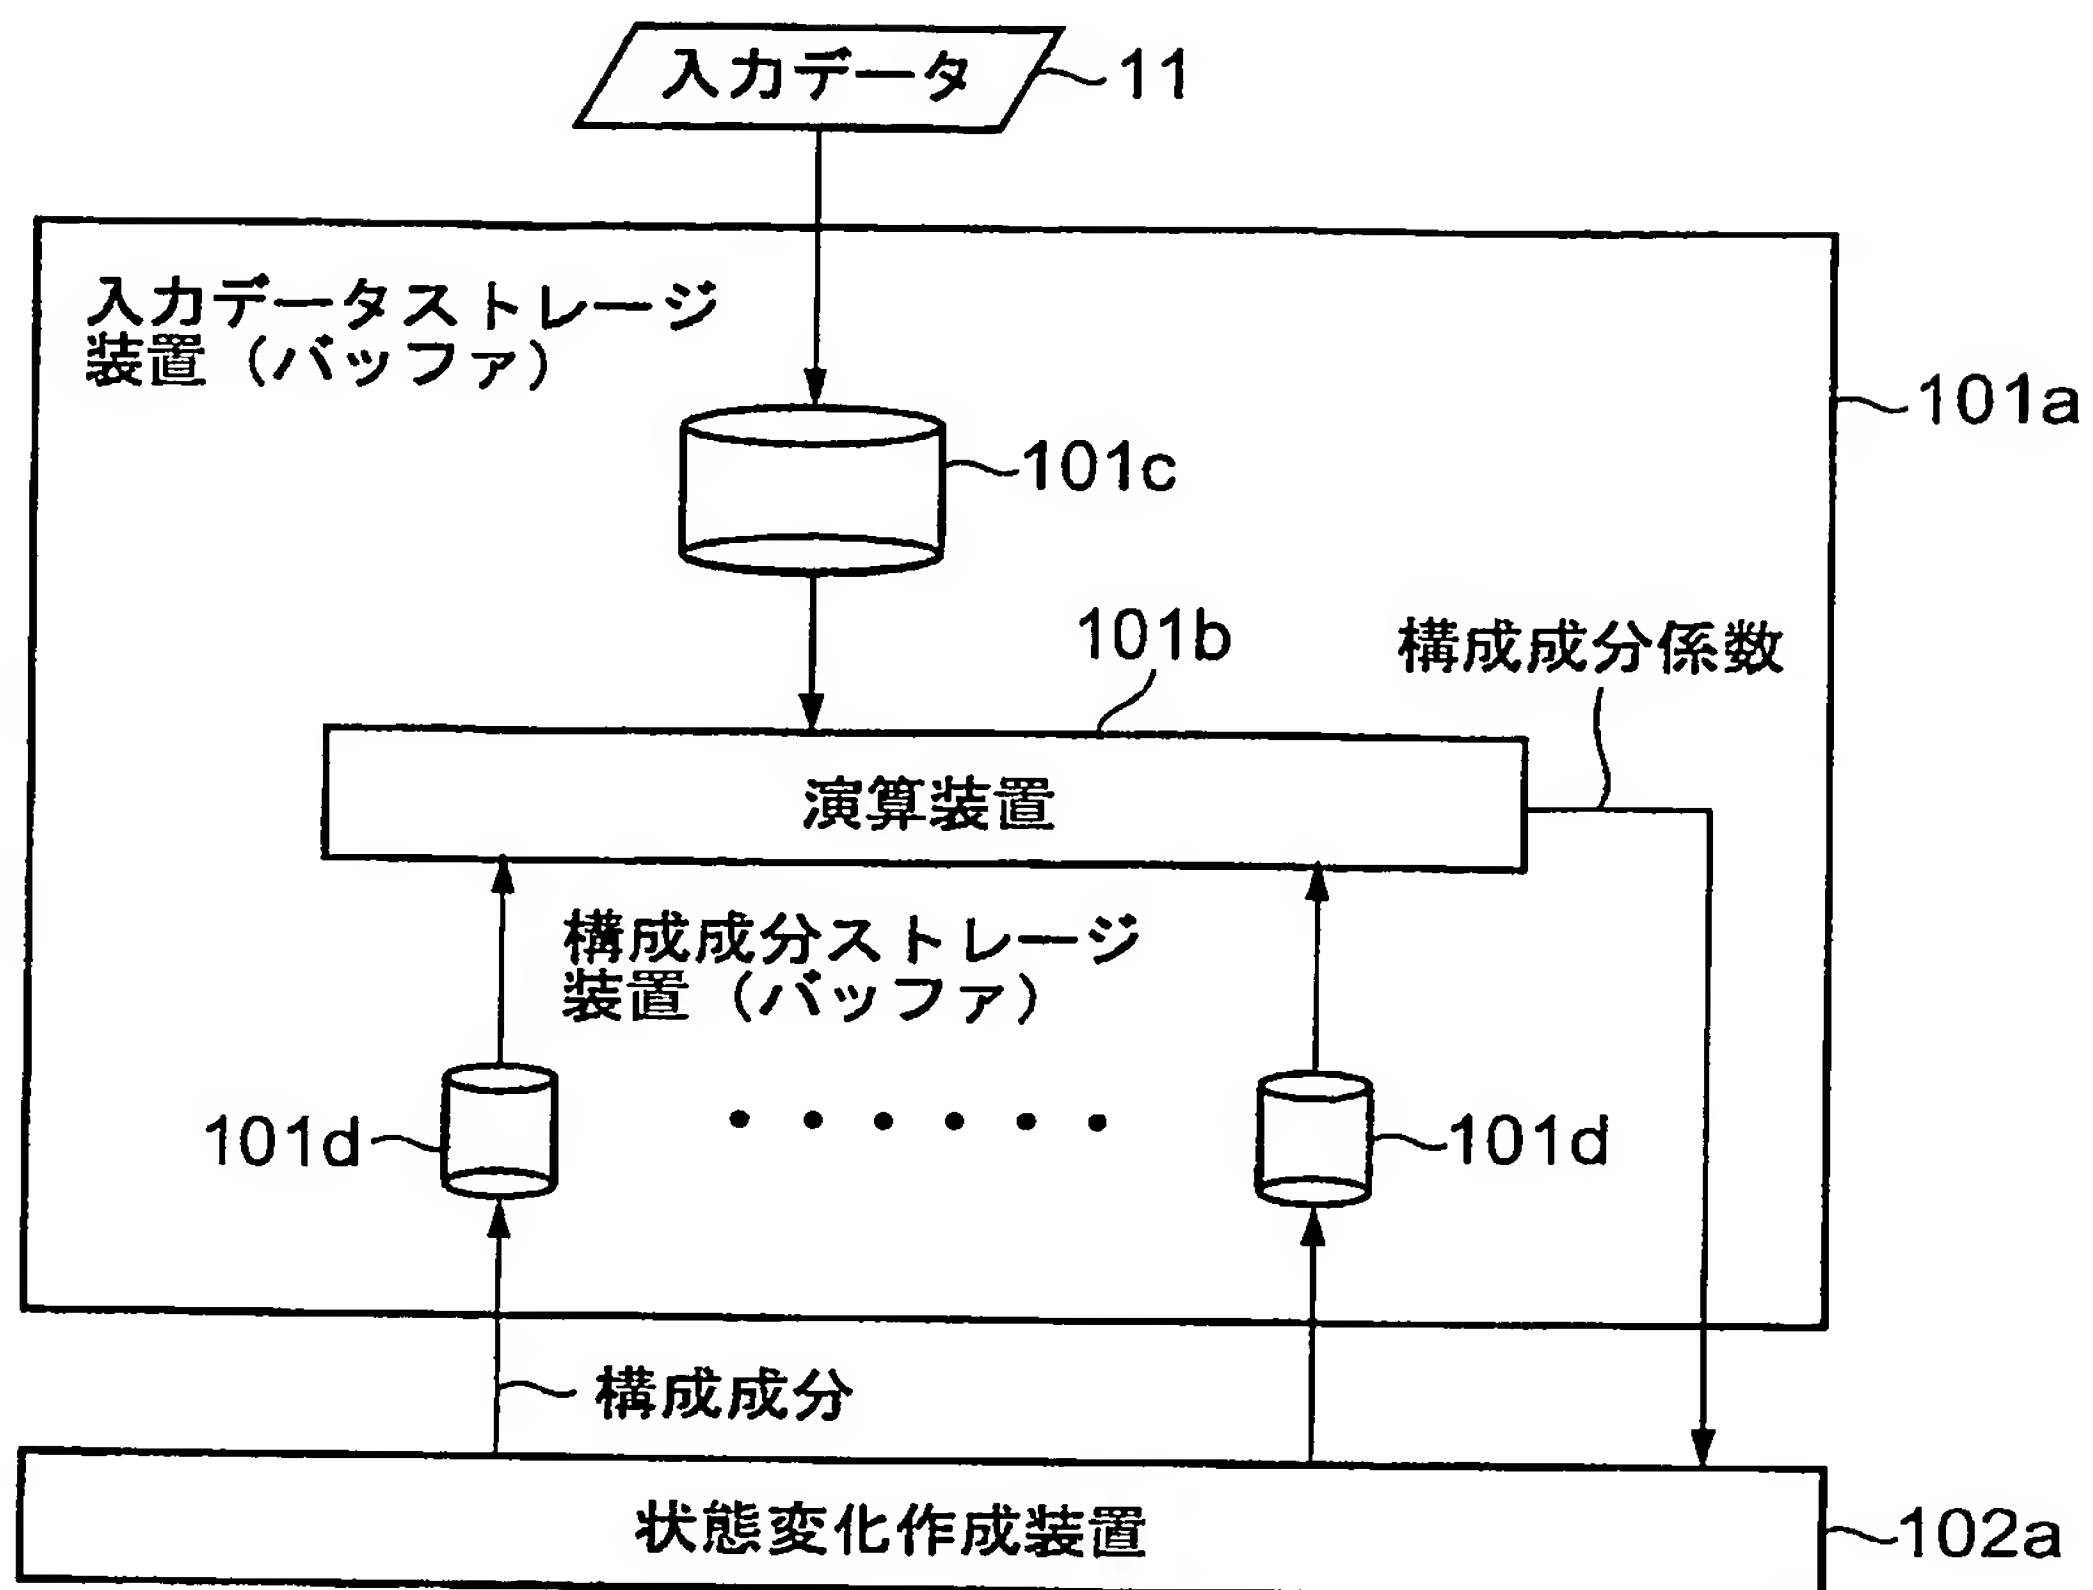 入力データ
11
入力データストレージ
装置（バッファ）
101a
101c
101b
構成成分係数
演算装置
構成成分ストレージ
装置（バッファ）
101d
101d
構成成分
状態変化作成装置
102a